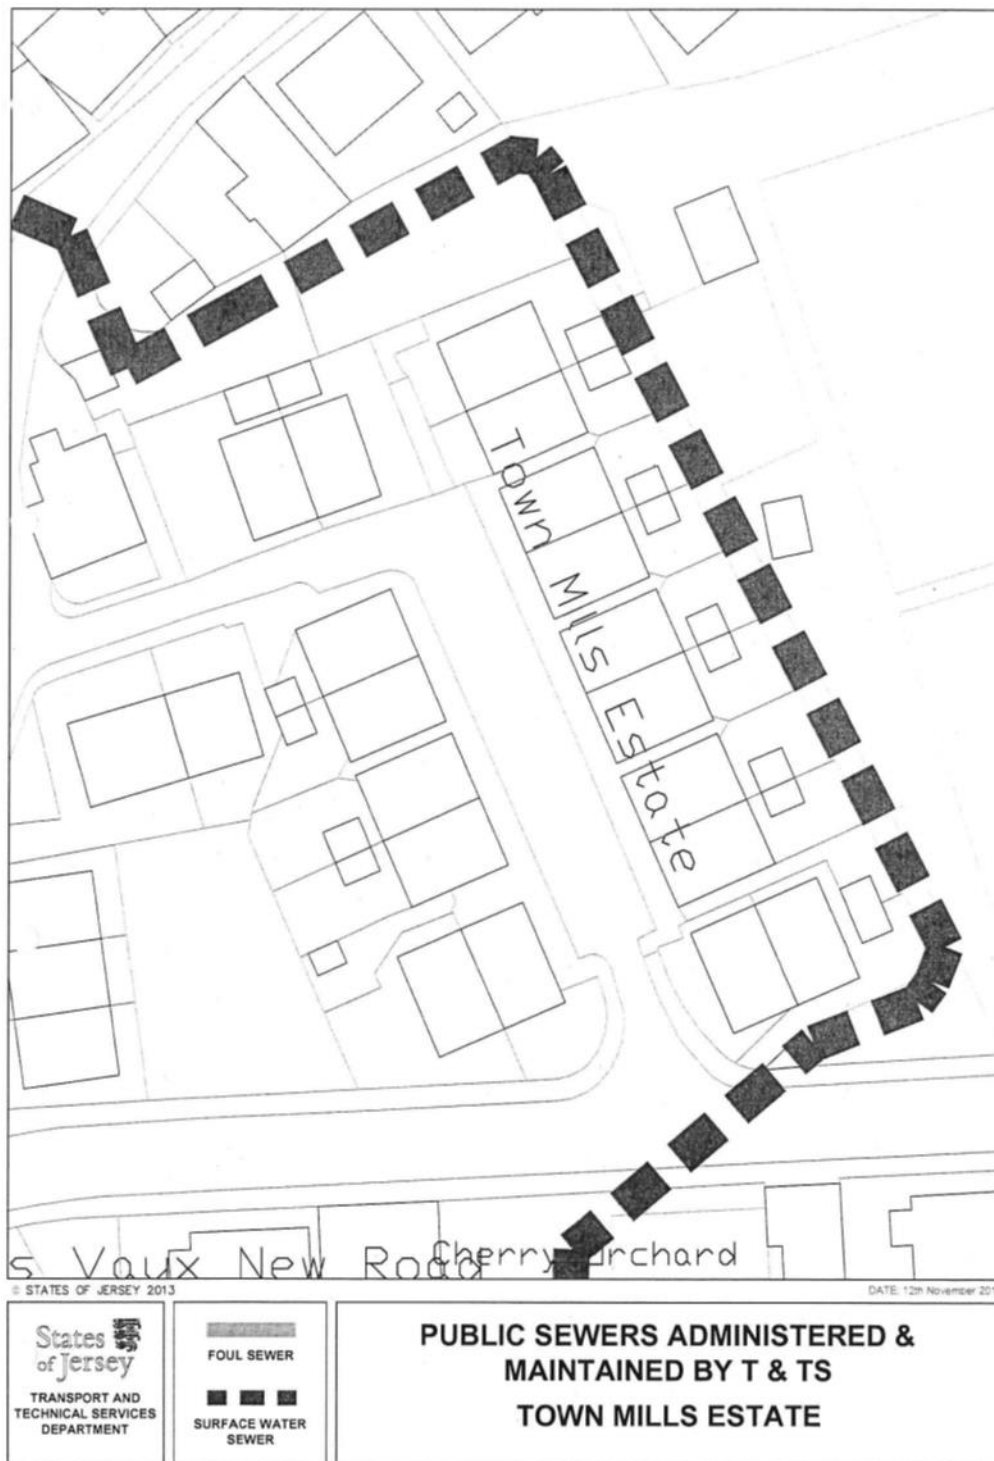 Town Mills Estate
s Vaux New Road
Cherry Orchard
© STATES OF JERSEY 2013
DATE: 12th November 201
States
of Jersey
TRANSPORT AND
TECHNICAL SERVICES
DEPARTMENT
FOUL SEWER
SURFACE WATER
SEWER
PUBLIC SEWERS ADMINISTERED &
MAINTAINED BY T & TS
TOWN MILLS ESTATE